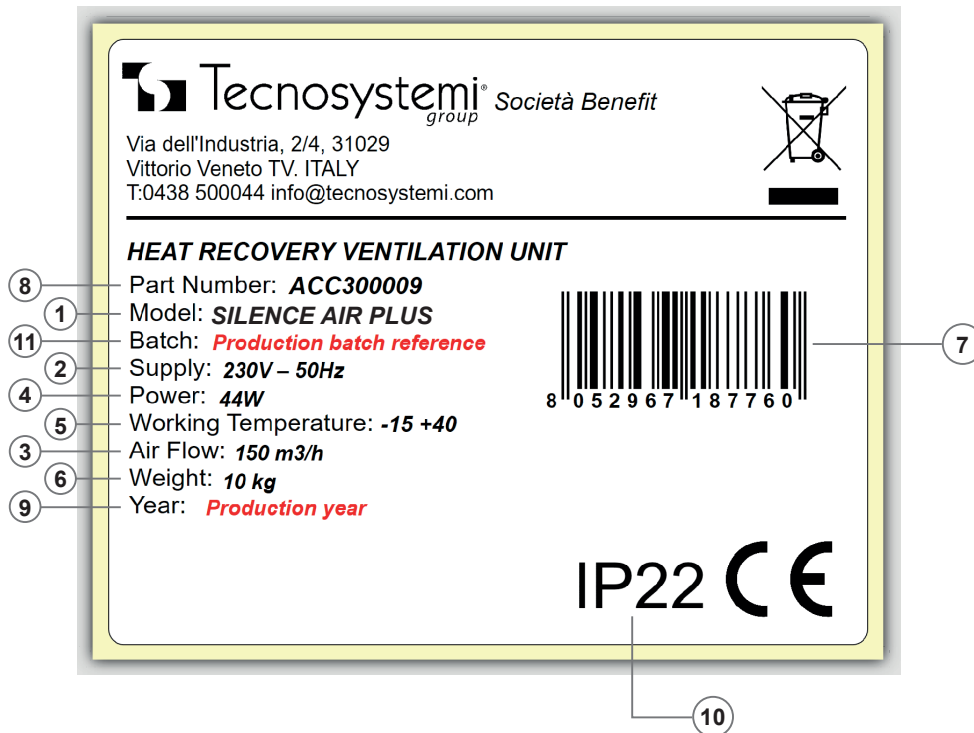 Tecnosystemi® Società Benefit
group
Via dell'Industria, 2/4, 31029
Vittorio Veneto TV. ITALY
T:0438 500044 info@tecnosystemi.com
HEAT RECOVERY VENTILATION UNIT
8 Part Number: ACC300009
1 Model: SILENCE AIR PLUS
11 Batch: Production batch reference
2 Supply: 230V – 50Hz
4 Power: 44W
5 Working Temperature: -15 +40
3 Air Flow: 150 m3/h
6 Weight: 10 kg
9 Year: Production year
7
8 052967 187760
IP22 CE
10